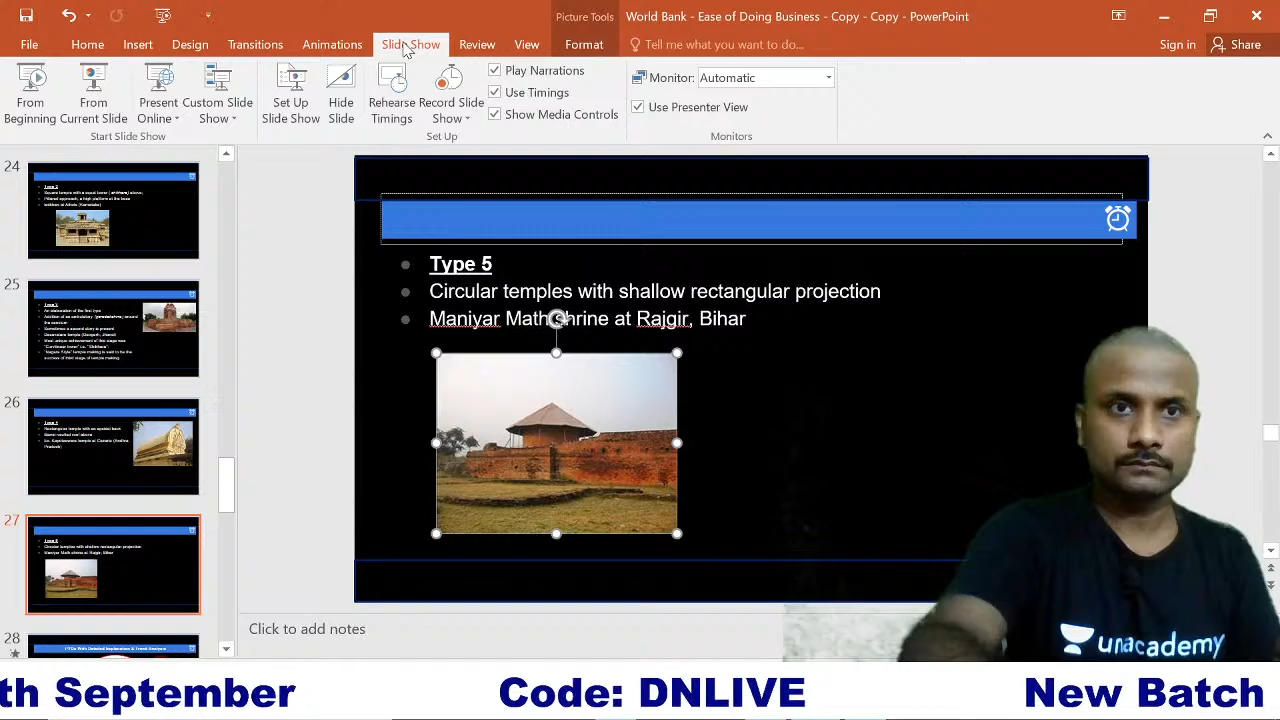 Picture Tools
World Bank - Ease of Doing Business - Copy - Copy - PowerPoint
File Home Insert Design Transitions Animations Slide Show Review View Format Tell me what you want to do... Sign in Share
From Beginning
From Current Slide
Present Online
Custom Slide Show
Set Up Slide Show
Hide Slide
Rehearse Timings
Record Slide Show
Play Narrations
Use Timings
Show Media Controls
Monitor: Automatic
Use Presenter View
Start Slide Show
Set Up
Monitors
24
25
26
27
28
Type 5
Circular temples with shallow rectangular projection
Maniyar Math Shrine at Rajgir, Bihar
Click to add notes
unacademy
th September Code: DNLIVE New Batch